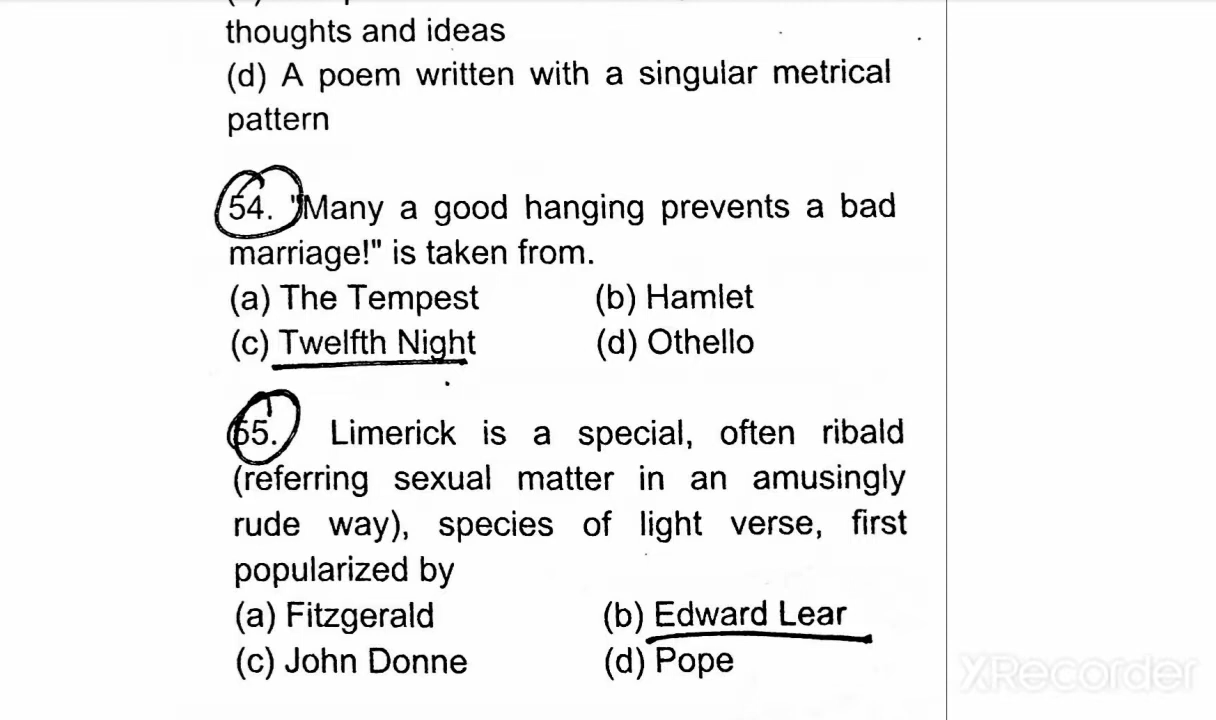 thoughts and ideas
(d) A poem written with a singular metrical
pattern
54. "Many a good hanging prevents a bad
marriage!" is taken from.
(a) The Tempest (b) Hamlet
(c) Twelfth Night (d) Othello
55. Limerick is a special, often ribald
(referring sexual matter in an amusingly
rude way), species of light verse, first
popularized by
(a) Fitzgerald (b) Edward Lear
(c) John Donne (d) Pope
XRecorder